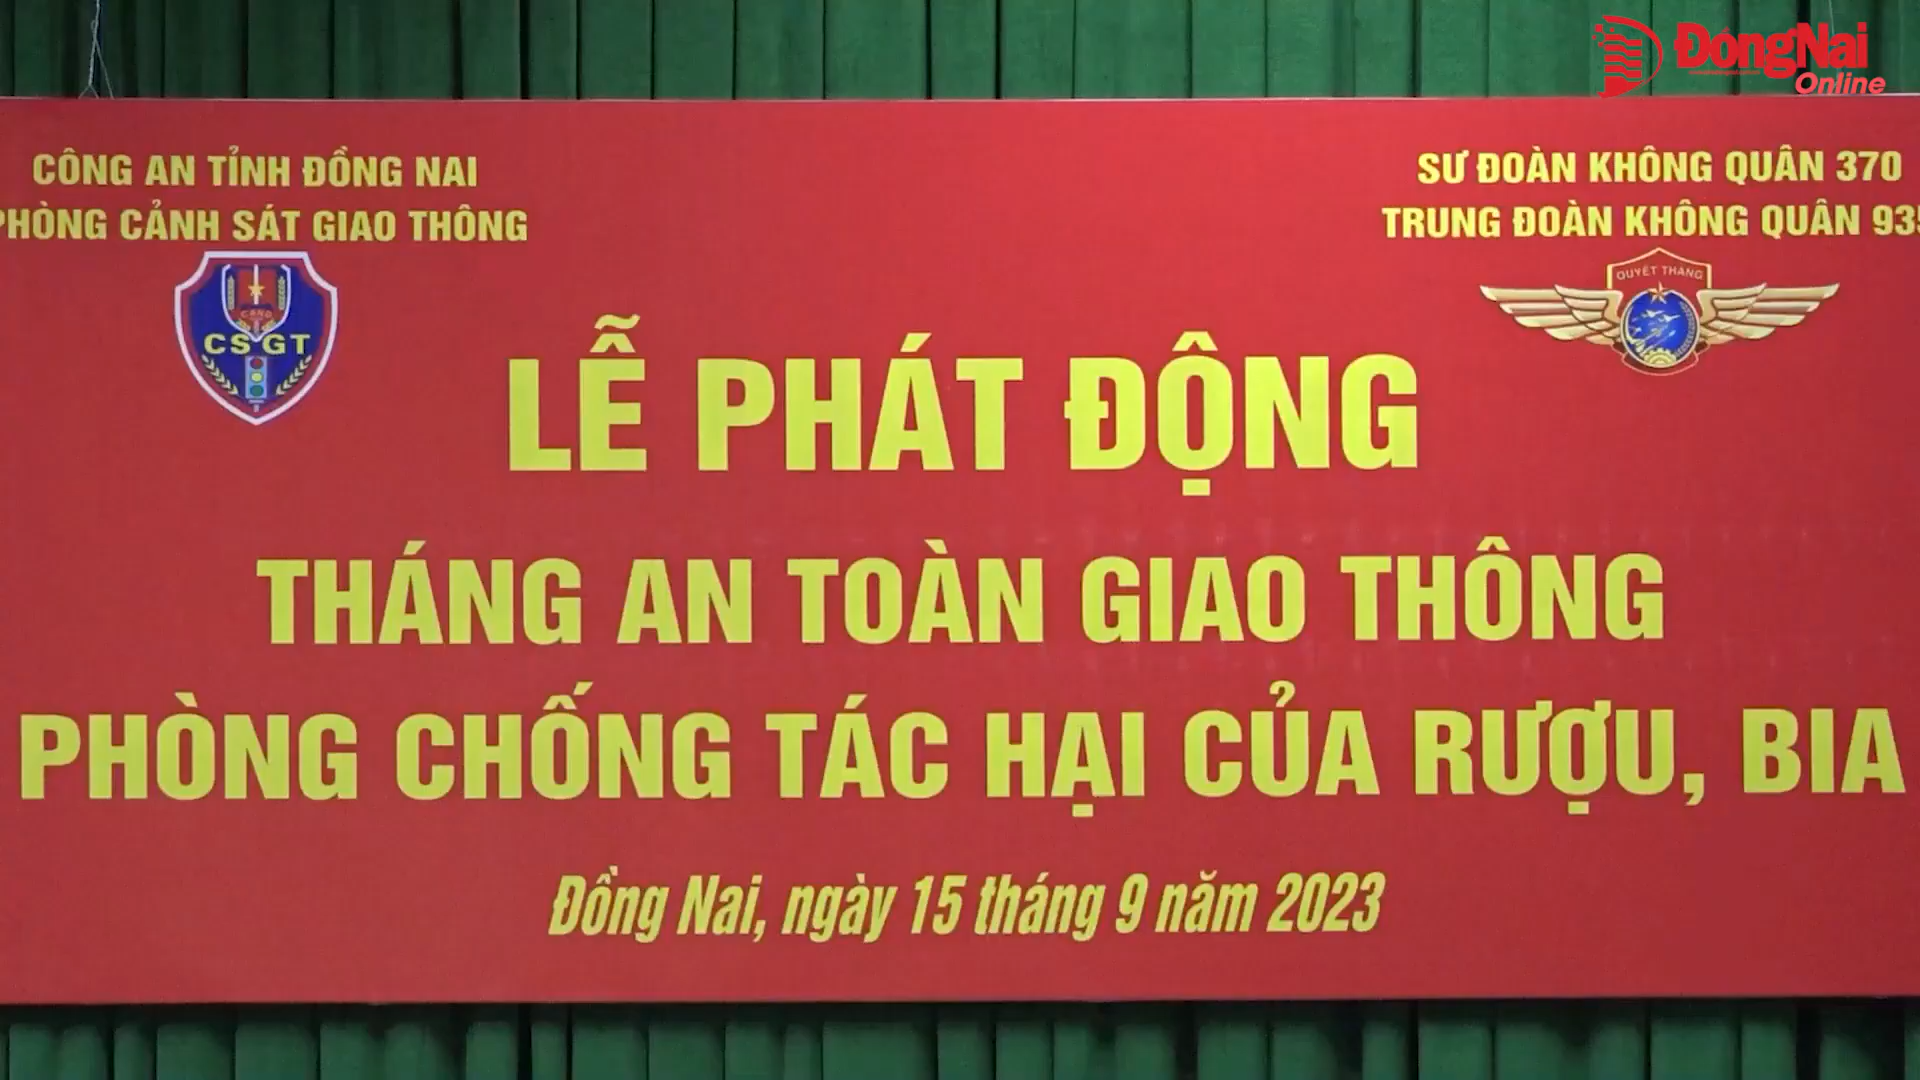 ĐồngNai
Online
CÔNG AN TỈNH ĐỒNG NAI
PHÒNG CẢNH SÁT GIAO THÔNG
SƯ ĐOÀN KHÔNG QUÂN 370
TRUNG ĐOÀN KHÔNG QUÂN 935
CAND
CSGT
QUYẾT THẮNG
LỄ PHÁT ĐỘNG
THÁNG AN TOÀN GIAO THÔNG
PHÒNG CHỐNG TÁC HẠI CỦA RƯỢU, BIA
Đồng Nai, ngày 15 tháng 9 năm 2023